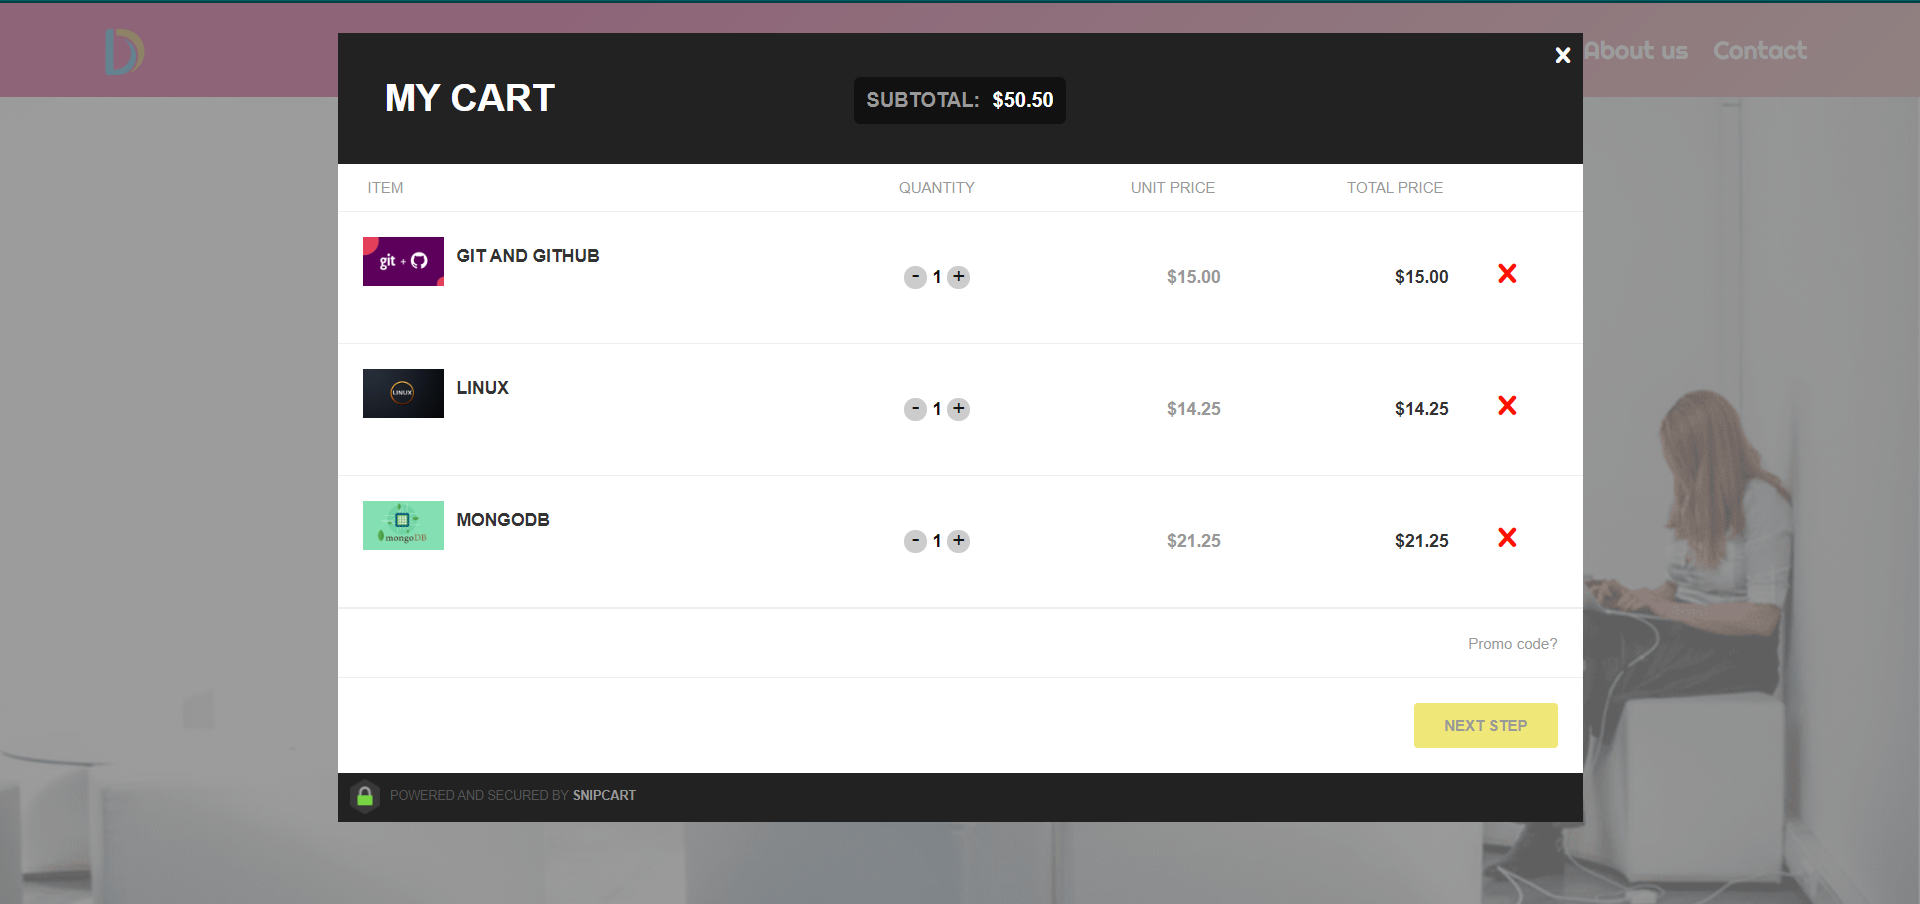 About us Contact
x
MY CART
SUBTOTAL: $50.50
ITEM QUANTITY UNIT PRICE TOTAL PRICE
git +
GIT AND GITHUB
- 1 + $15.00 $15.00
LINUX
LINUX
- 1 + $14.25 $14.25
mongoDB
MONGODB
- 1 + $21.25 $21.25
Promo code?
NEXT STEP
POWERED AND SECURED BY SNIPCART